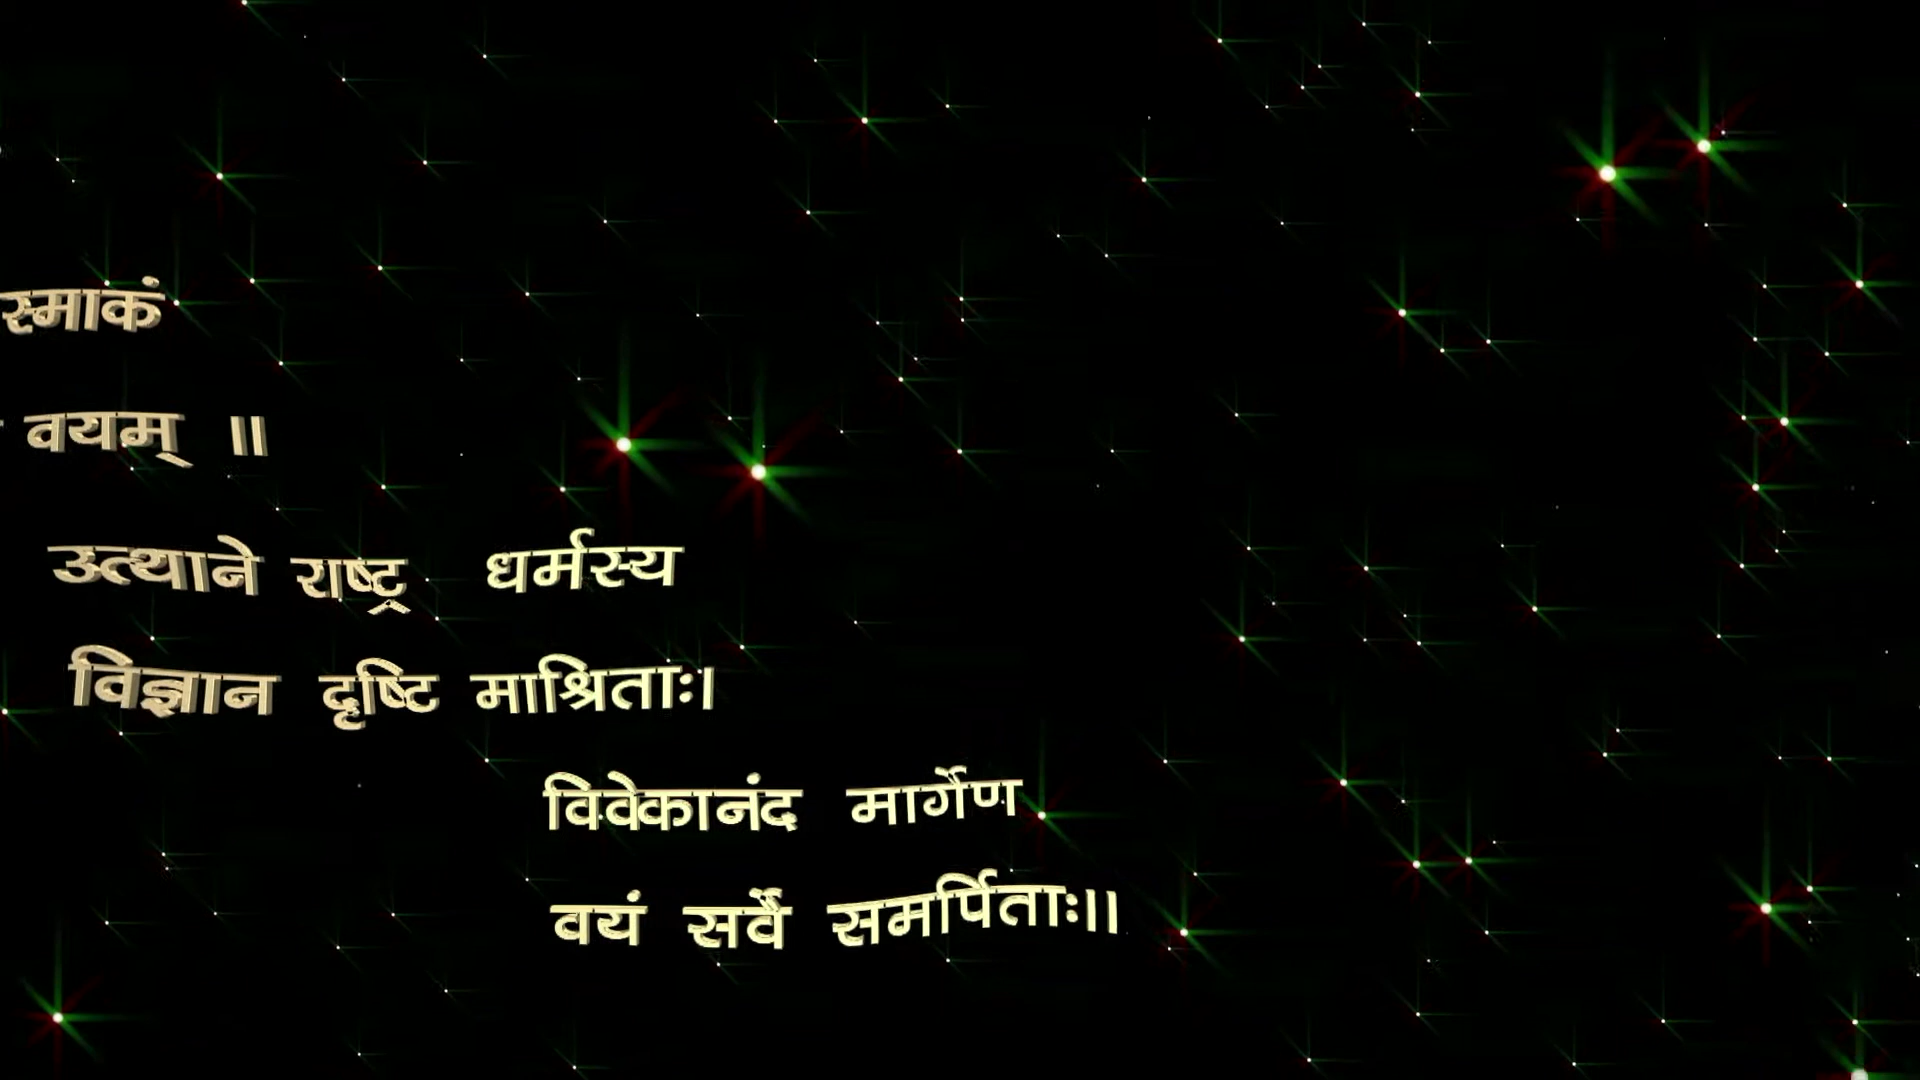 स्माकं
वयम् ॥
उत्थाने राष्ट्र धर्मस्य
विज्ञान दृष्टि माश्रिताः।
विवेकानंद मार्गेण
वयं सर्वे समर्पिताः।।